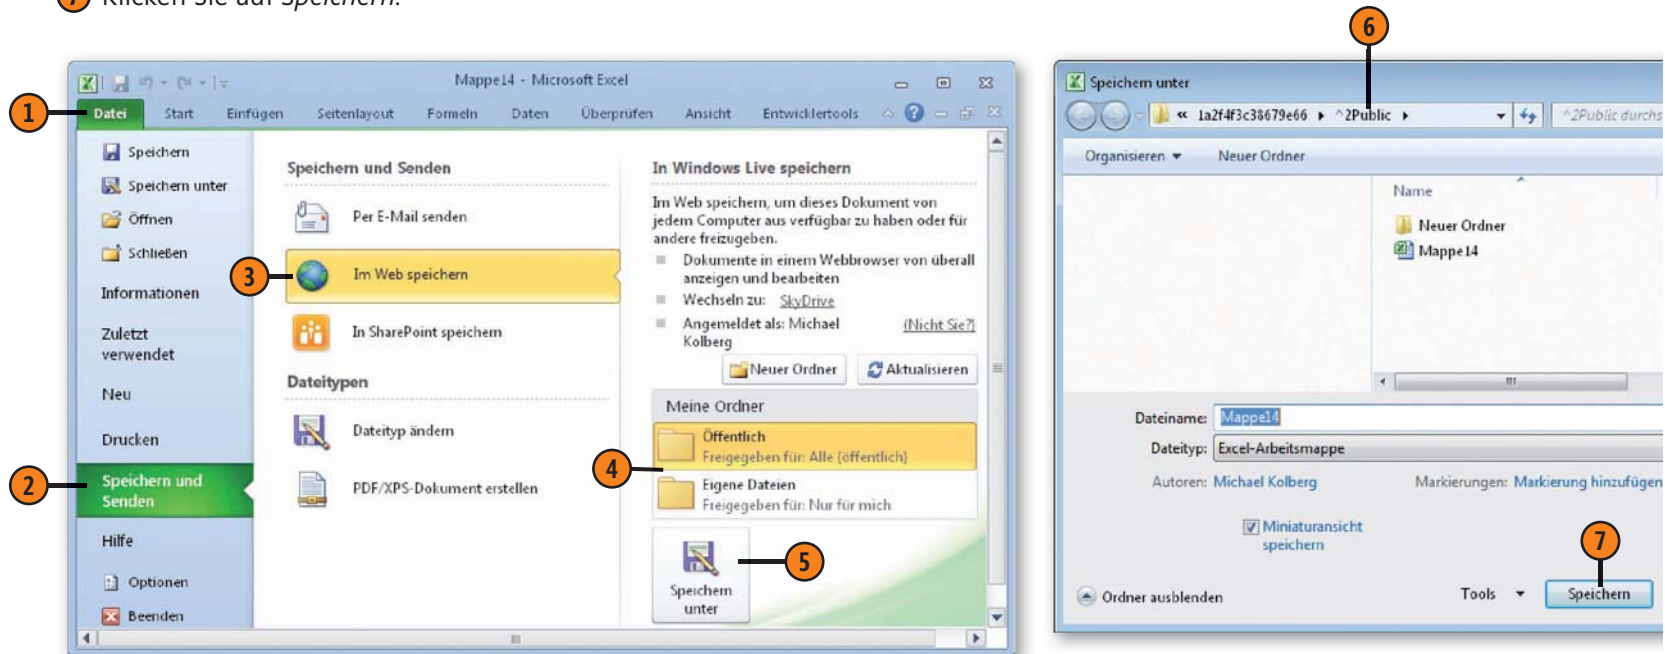 7 Klicken Sie auf Speichern.
6
Mappe14 - Microsoft Excel
1
Datei Start Einfügen Seitenlayout Formeln Daten Überprüfen Ansicht Entwicklertools
Speichern
Speichern unter
Öffnen
Schließen
Informationen
Zuletzt
verwendet
Neu
Drucken
2
Speichern und
Senden
Hilfe
Optionen
Beenden
Speichern und Senden
Per E-Mail senden
3
Im Web speichern
In SharePoint speichern
Dateitypen
Dateityp ändern
PDF/XPS-Dokument erstellen
In Windows Live speichern
Im Web speichern, um dieses Dokument von
jedem Computer aus verfügbar zu haben oder für
andere freizugeben.
Dokumente in einem Webbrowser von überall
anzeigen und bearbeiten
Wechseln zu: SkyDrive
Angemeldet als: Michael (Nicht Sie?)
Kolberg
Neuer Ordner Aktualisieren
Meine Ordner
4
Öffentlich
Freigegeben für: Alle (öffentlich)
Eigene Dateien
Freigegeben für: Nur für mich
5
Speichern
unter
Speichern unter
« 1a2f4f3c38679e66 ^2Public ^2Public durchs
Organisieren Neuer Ordner
Name
Neuer Ordner
Mappe14
Dateiname: Mappe14
Dateityp: Excel-Arbeitsmappe
Autoren: Michael Kolberg Markierungen: Markierung hinzufügen
Miniaturansicht
speichern
7
Ordner ausblenden Tools Speichern